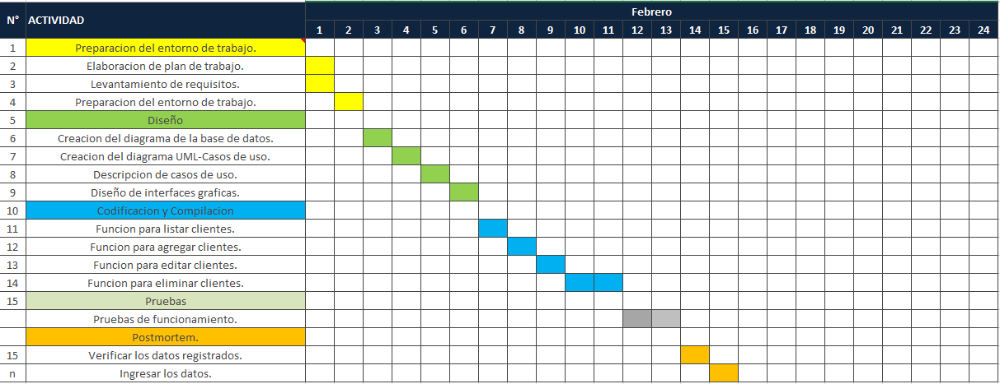 N° ACTIVIDAD Febrero
1 2 3 4 5 6 7 8 9 10 11 12 13 14 15 16 17 18 19 20 21 22 23 24
1 Preparacion del entorno de trabajo.
2 Elaboracion de plan de trabajo.
3 Levantamiento de requisitos.
4 Preparacion del entorno de trabajo.
5 Diseño
6 Creacion del diagrama de la base de datos.
7 Creacion del diagrama UML-Casos de uso.
8 Descripcion de casos de uso.
9 Diseño de interfaces graficas.
10 Codificacion y Compilacion
11 Funcion para listar clientes.
12 Funcion para agregar clientes.
13 Funcion para editar clientes.
14 Funcion para eliminar clientes.
15 Pruebas
Pruebas de funcionamiento.
Postmortem.
15 Verificar los datos registrados.
n Ingresar los datos.